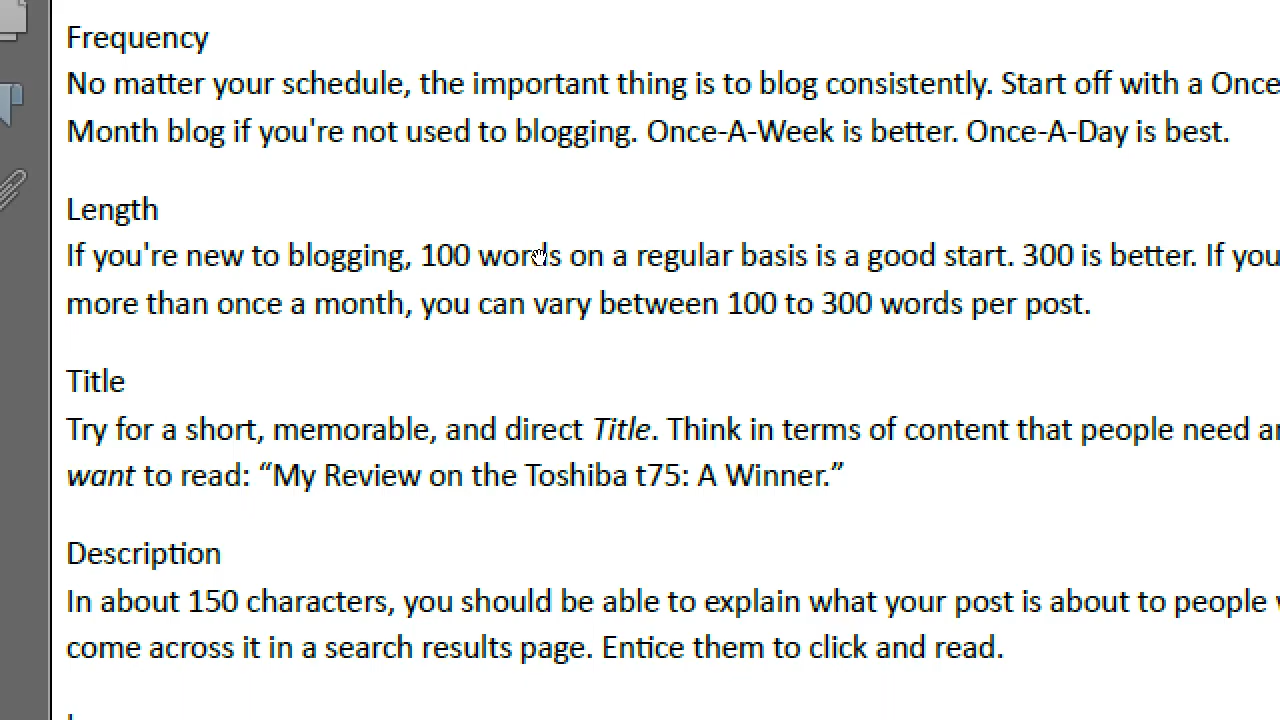 Frequency
No matter your schedule, the important thing is to blog consistently. Start off with a Once
Month blog if you're not used to blogging. Once-A-Week is better. Once-A-Day is best.
Length
If you're new to blogging, 100 words on a regular basis is a good start. 300 is better. If you
more than once a month, you can vary between 100 to 300 words per post.
Title
Try for a short, memorable, and direct Title. Think in terms of content that people need
want to read: “My Review on the Toshiba t75: A Winner.”
Description
In about 150 characters, you should be able to explain what your post is about to people
come across it in a search results page. Entice them to click and read.